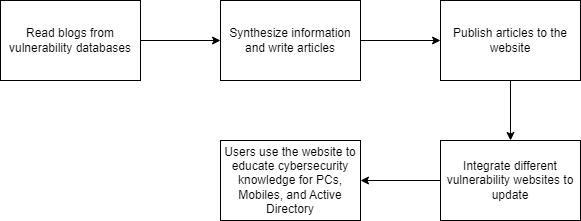 Read blogs from
vulnerability databases
Synthesize information
and write articles
Publish articles to the
website
Users use the website to
educate cybersecurity
knowledge for PCs,
Mobiles, and Active
Directory
Integrate different
vulnerability websites to
update